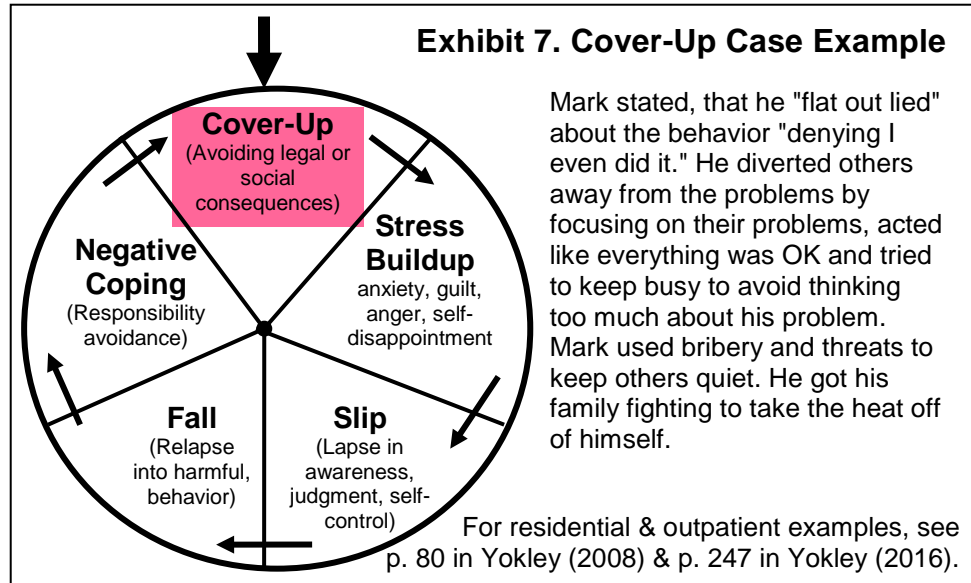 Exhibit 7. Cover-Up Case Example
Cover-Up
(Avoiding legal or
social
consequences)
Stress
Buildup
anxiety, guilt,
anger, self-
disappointment
Slip
(Lapse in
awareness,
judgment, self-
control)
Fall
(Relapse
into harmful,
behavior)
Negative
Coping
(Responsibility
avoidance)
Mark stated, that he "flat out lied"
about the behavior "denying I
even did it." He diverted others
away from the problems by
focusing on their problems, acted
like everything was OK and tried
to keep busy to avoid thinking
too much about his problem.
Mark used bribery and threats to
keep others quiet. He got his
family fighting to take the heat off
of himself.
For residential & outpatient examples, see
p. 80 in Yokley (2008) & p. 247 in Yokley (2016).